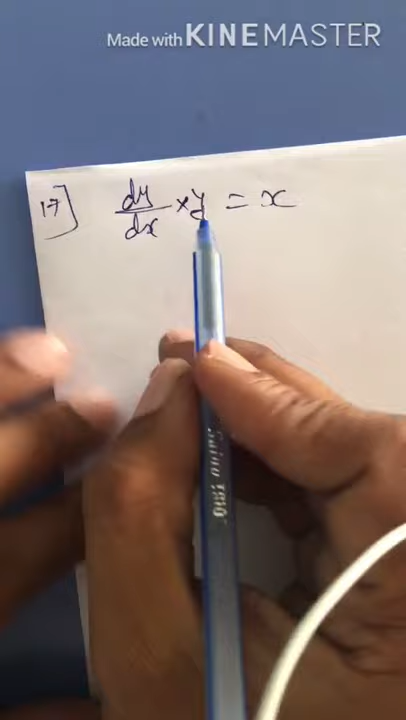 Made with KINEMASTER
17] dy/dx × y = x